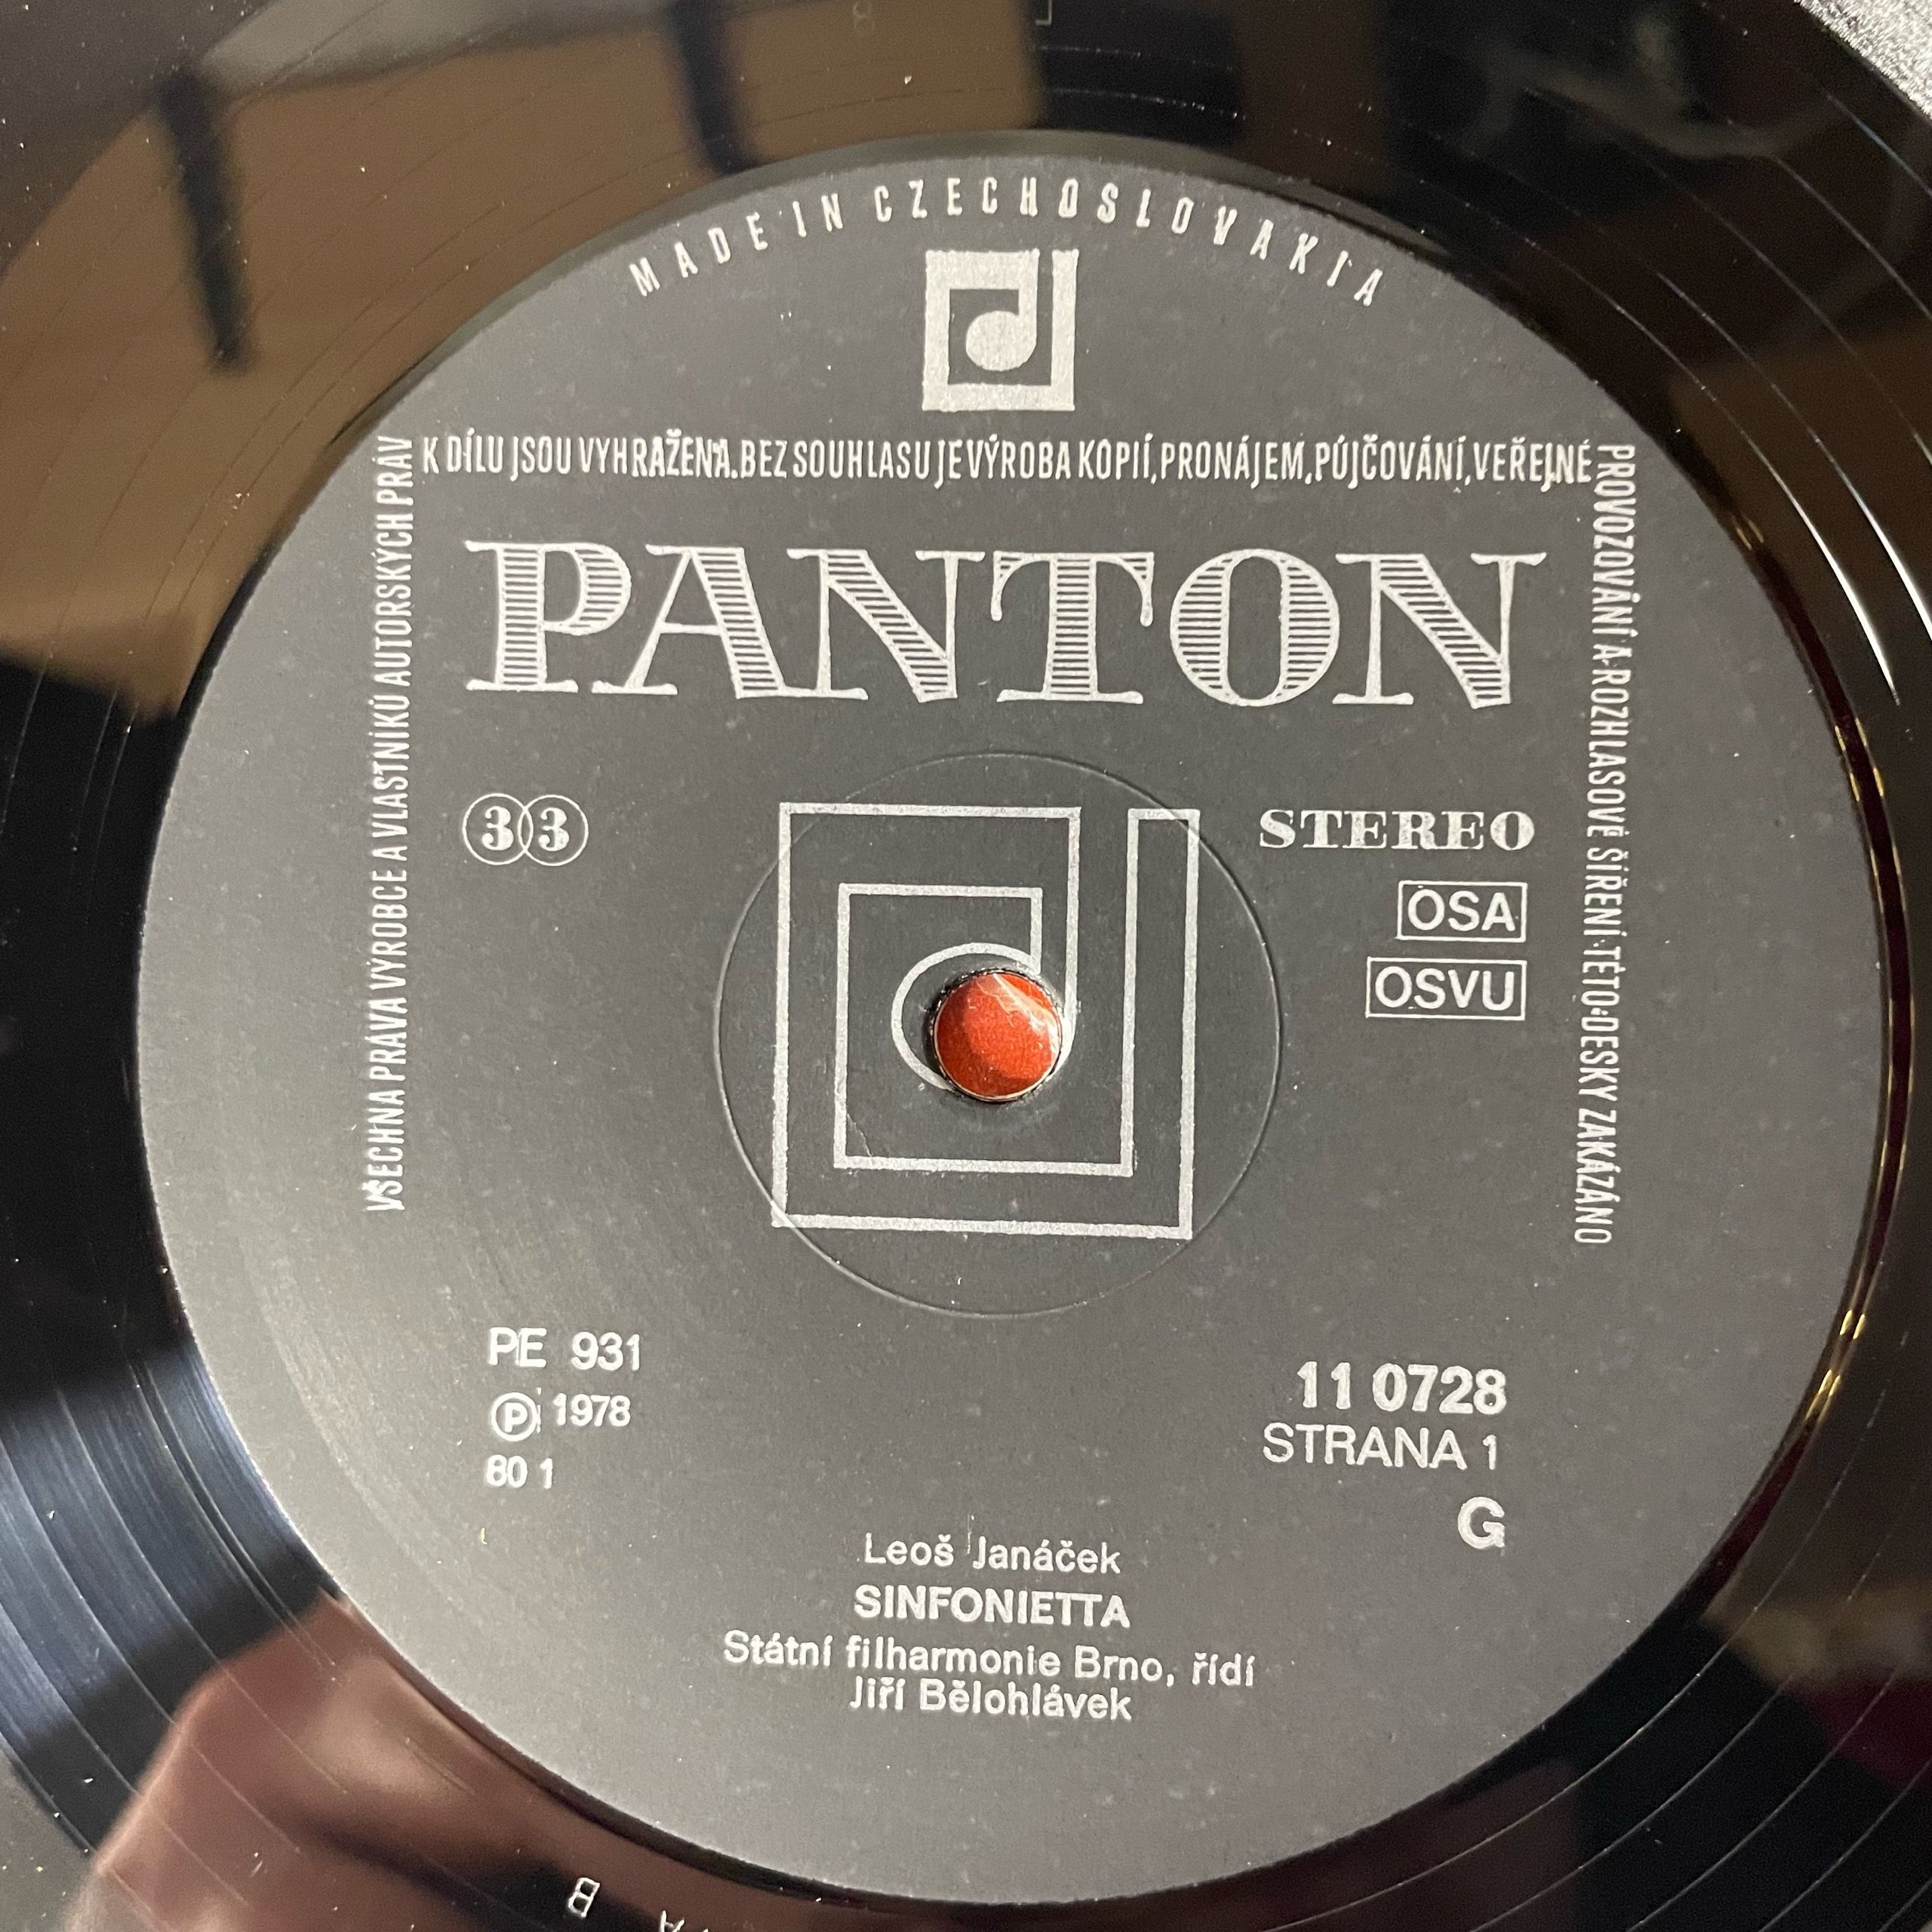 MADE IN CZECHOSLOVAKIA
VŠECHNA PRÁVA VÝROBCE A VLASTNÍKŮ AUTORSKÝCH PRÁV
K DÍLU JSOU VYHRAŽENA. BEZ SOUHLASU JE VÝROBA KOPIÍ, PRONÁJEM, PŮJČOVÁNÍ, VEŘEJNÉ
PROVOZOVÁNÍ A ROZHLASOVÉ ŠÍŘENÍ TÉTO DESKY ZAKÁZÁNO
PANTON
33
STEREO
OSA
OSVU
PE 931
Ⓟ 1978
80 1
11 0728
STRANA 1
G
Leoš Janáček
SINFONIETTA
Státní filharmonie Brno, řídí
Jiří Bělohlávek
B